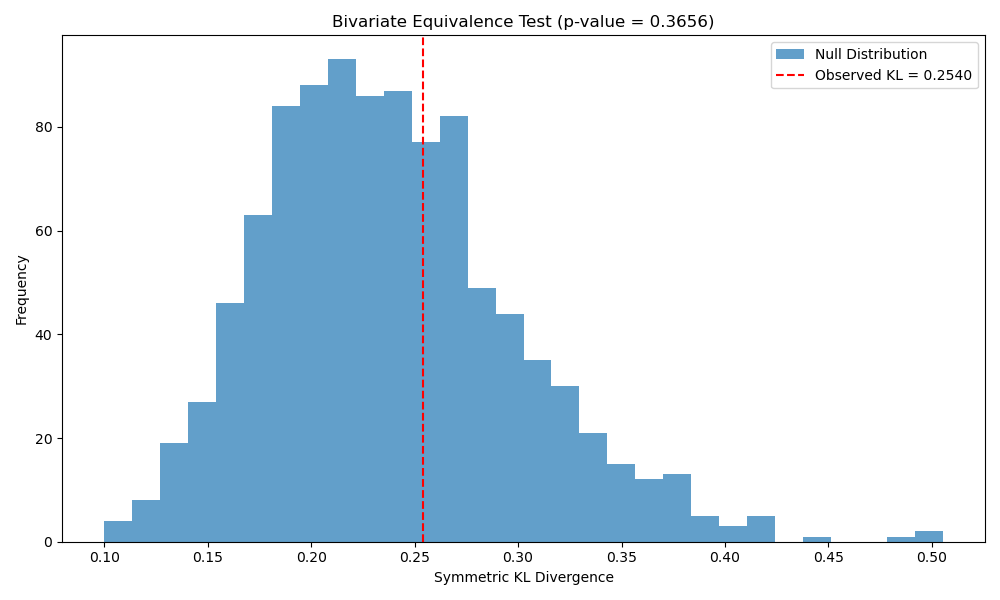 Bivariate Equivalence Test (p-value = 0.3656)
Null Distribution
Observed KL = 0.2540
Frequency
80
60
40
20
0
0.10 0.15 0.20 0.25 0.30 0.35 0.40 0.45 0.50
Symmetric KL Divergence